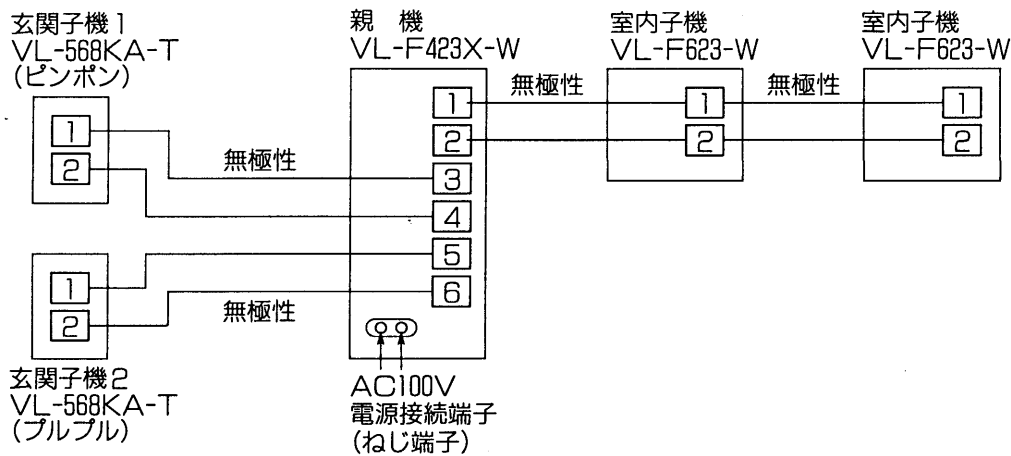 玄関子機1
VL-568KA-T
(ピンポン)
1
2
無極性
玄関子機2
VL-568KA-T
(プルプル)
1
2
無極性
親 機
VL-F423X-W
1
2
3
4
5
6
AC100V
電源接続端子
(ねじ端子)
無極性
室内子機
VL-F623-W
1
2
無極性
室内子機
VL-F623-W
1
2